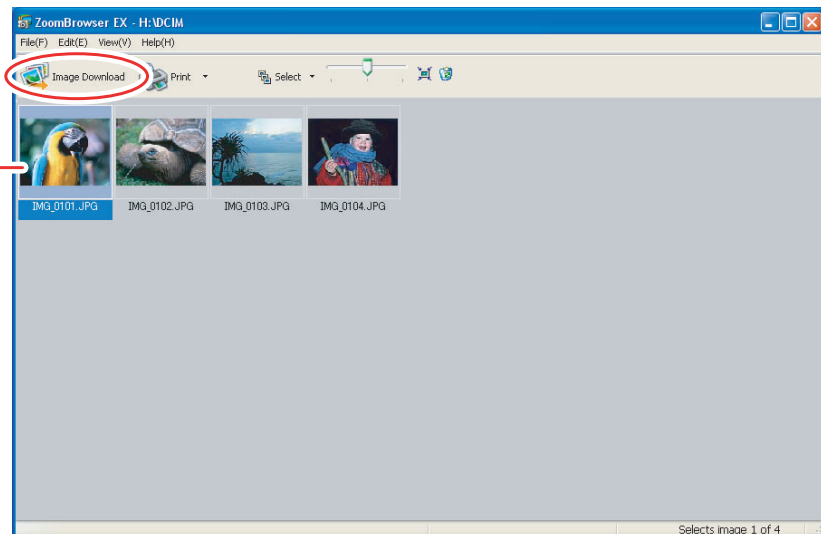 ZoomBrowser EX - H:\DCIM
File(F) Edit(E) View(V) Help(H)
Image Download Print Select
IMG_0101.JPG IMG_0102.JPG IMG_0103.JPG IMG_0104.JPG
Selects image 1 of 4